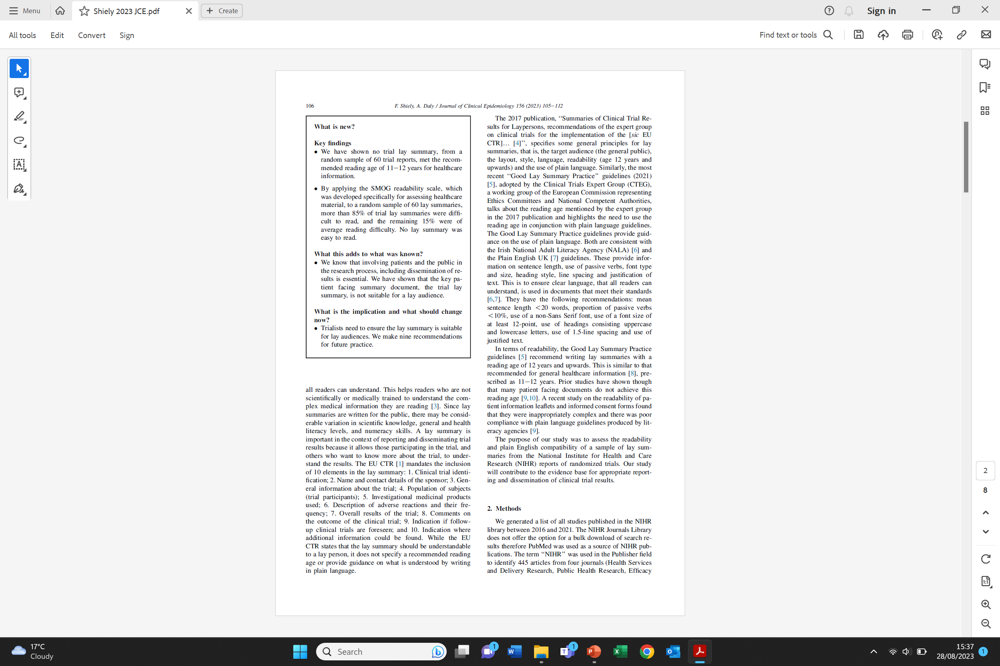 Menu
Shiely 2023 JCE.pdf
Create
Sign in
All tools
Edit
Convert
Sign
Find text or tools
106
F. Shiely, A. Daly / Journal of Clinical Epidemiology 156 (2023) 105–112
What is new?
Key findings
• We have shown no trial lay summary, from a
random sample of 60 trial reports, met the recom-
mended reading age of 11–12 years for healthcare
information.
• By applying the SMOG readability scale, which
was developed specifically for assessing healthcare
material, to a random sample of 60 lay summaries,
more than 85% of trial lay summaries were diffi-
cult to read, and the remaining 15% were of
average reading difficulty. No lay summary was
easy to read.
What this adds to what was known?
• We know that involving patients and the public in
the research process, including dissemination of re-
sults is essential. We have shown that the key pa-
tient facing summary document, the trial lay
summary, is not suitable for a lay audience.
What is the implication and what should change
now?
• Trialists need to ensure the lay summary is suitable
for lay audiences. We make nine recommendations
for future practice.
all readers can understand. This helps readers who are not
scientifically or medically trained to understand the com-
plex medical information they are reading [3]. Since lay
summaries are written for the public, there may be consid-
erable variation in scientific knowledge, general and health
literacy levels, and numeracy skills. A lay summary is
important in the context of reporting and disseminating trial
results because it allows those participating in the trial, and
others who want to know more about the trial, to under-
stand the results. The EU CTR [1] mandates the inclusion
of 10 elements in the lay summary: 1. Clinical trial identi-
fication; 2. Name and contact details of the sponsor; 3. Gen-
eral information about the trial; 4. Population of subjects
(trial participants); 5. Investigational medicinal products
used; 6. Description of adverse reactions and their fre-
quency; 7. Overall results of the trial; 8. Comments on
the outcome of the clinical trial; 9. Indication if follow-
up clinical trials are foreseen; and 10. Indication where
additional information could be found. While the EU
CTR states that the lay summary should be understandable
to a lay person, it does not specify a recommended reading
age or provide guidance on what is understood by writing
in plain language.
The 2017 publication, ‘‘Summaries of Clinical Trial Re-
sults for Laypersons, recommendations of the expert group
on clinical trials for the implementation of the [sic EU
CTR]... [4]’’, specifies some general principles for lay
summaries, that is, the target audience (the general public),
the layout, style, language, readability (age 12 years and
upwards) and the use of plain language. Similarly, the most
recent ‘‘Good Lay Summary Practice’’ guidelines (2021)
[5], adopted by the Clinical Trials Expert Group (CTEG),
a working group of the European Commission representing
Ethics Committees and National Competent Authorities,
talks about the reading age mentioned by the expert group
in the 2017 publication and highlights the need to use the
reading age in conjunction with plain language guidelines.
The Good Lay Summary Practice guidelines provide guid-
ance on the use of plain language. Both are consistent with
the Irish National Adult Literacy Agency (NALA) [6] and
the Plain English UK [7] guidelines. These provide infor-
mation on sentence length, use of passive verbs, font type
and size, heading style, line spacing and justification of
text. This is to ensure clear language, that all readers can
understand, is used in documents that meet their standards
[6,7]. They have the following recommendations: mean
sentence length <20 words, proportion of passive verbs
<10%, use of a non-Sans Serif font, use of a font size of
at least 12-point, use of headings consisting uppercase
and lowercase letters, use of 1.5-line spacing and use of
justified text.
In terms of readability, the Good Lay Summary Practice
guidelines [5] recommend writing lay summaries with a
reading age of 12 years and upwards. This is similar to that
recommended for general healthcare information [8], pre-
scribed as 11–12 years. Prior studies have shown though
that many patient facing documents do not achieve this
reading age [9,10]. A recent study on the readability of pa-
tient information leaflets and informed consent forms found
that they were inappropriately complex and there was poor
compliance with plain language guidelines produced by lit-
eracy agencies [9].
The purpose of our study was to assess the readability
and plain English compatibility of a sample of lay sum-
maries from the National Institute for Health and Care
Research (NIHR) reports of randomized trials. Our study
will contribute to the evidence base for appropriate report-
ing and dissemination of clinical trial results.
2. Methods
We generated a list of all studies published in the NIHR
library between 2016 and 2021. The NIHR Journals Library
does not offer the option for a bulk download of search re-
sults therefore PubMed was used as a source of NIHR pub-
lications. The term ‘‘NIHR’’ was used in the Publisher field
to identify 445 articles from four journals (Health Services
and Delivery Research, Public Health Research, Efficacy
2
8
1:1
17°C
Cloudy
Search
1
1
15:37
28/08/2023
1